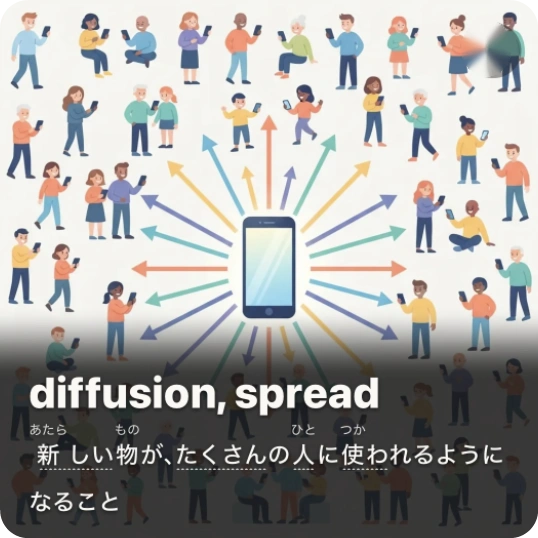 diffusion, spread
あたら もの ひと つか
新しい物が、たくさんの人に使われるように
なること